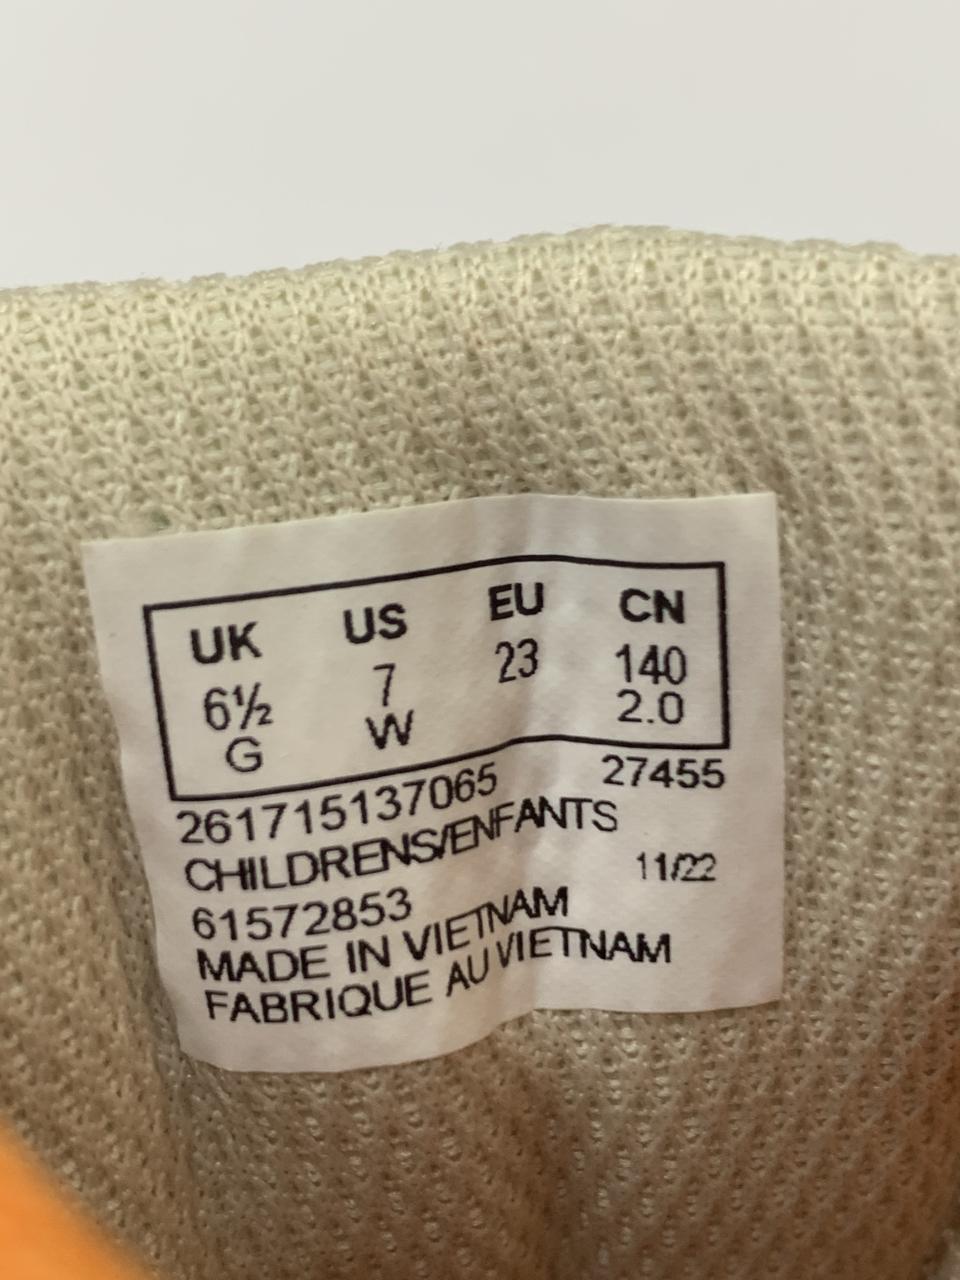 UK US EU CN
6½ 7 23 140
G W 2.0
261715137065 27455
CHILDRENS/ENFANTS
11/22
61572853
MADE IN VIETNAM
FABRIQUE AU VIETNAM